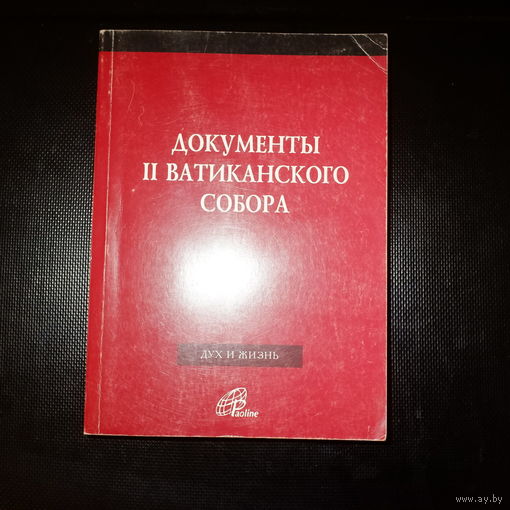 ДОКУМЕНТЫ
II ВАТИКАНСКОГО
СОБОРА
ДУХ И ЖИЗНЬ
Paoline
www.ay.by